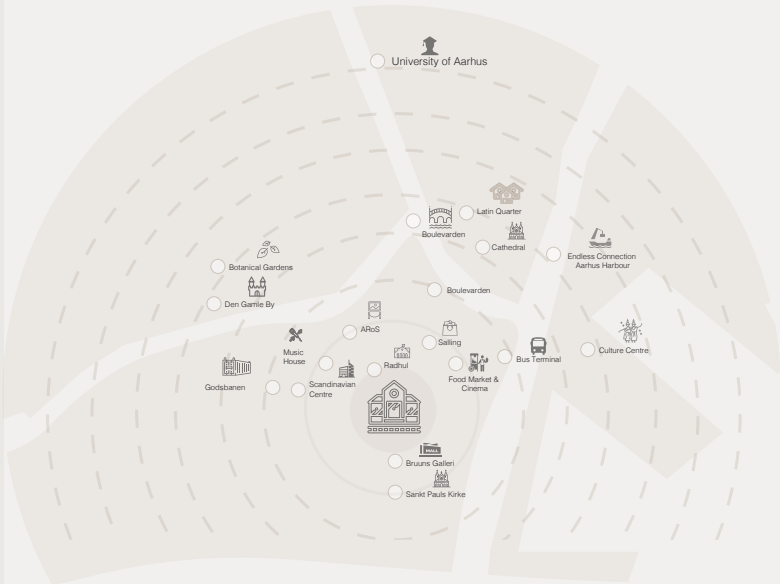 University of Aarhus
Latin Quarter
Boulevarden
Cathedral
Endless Connection
Aarhus Harbour
Botanical Gardens
Boulevarden
Den Gamle By
ARoS
Salling
Music
House
Culture Centre
Bus Terminal
Radhul
Food Market &
Cinema
Scandinavian
Centre
Godsbanen
MALL
Bruuns Galleri
Sankt Pauls Kirke